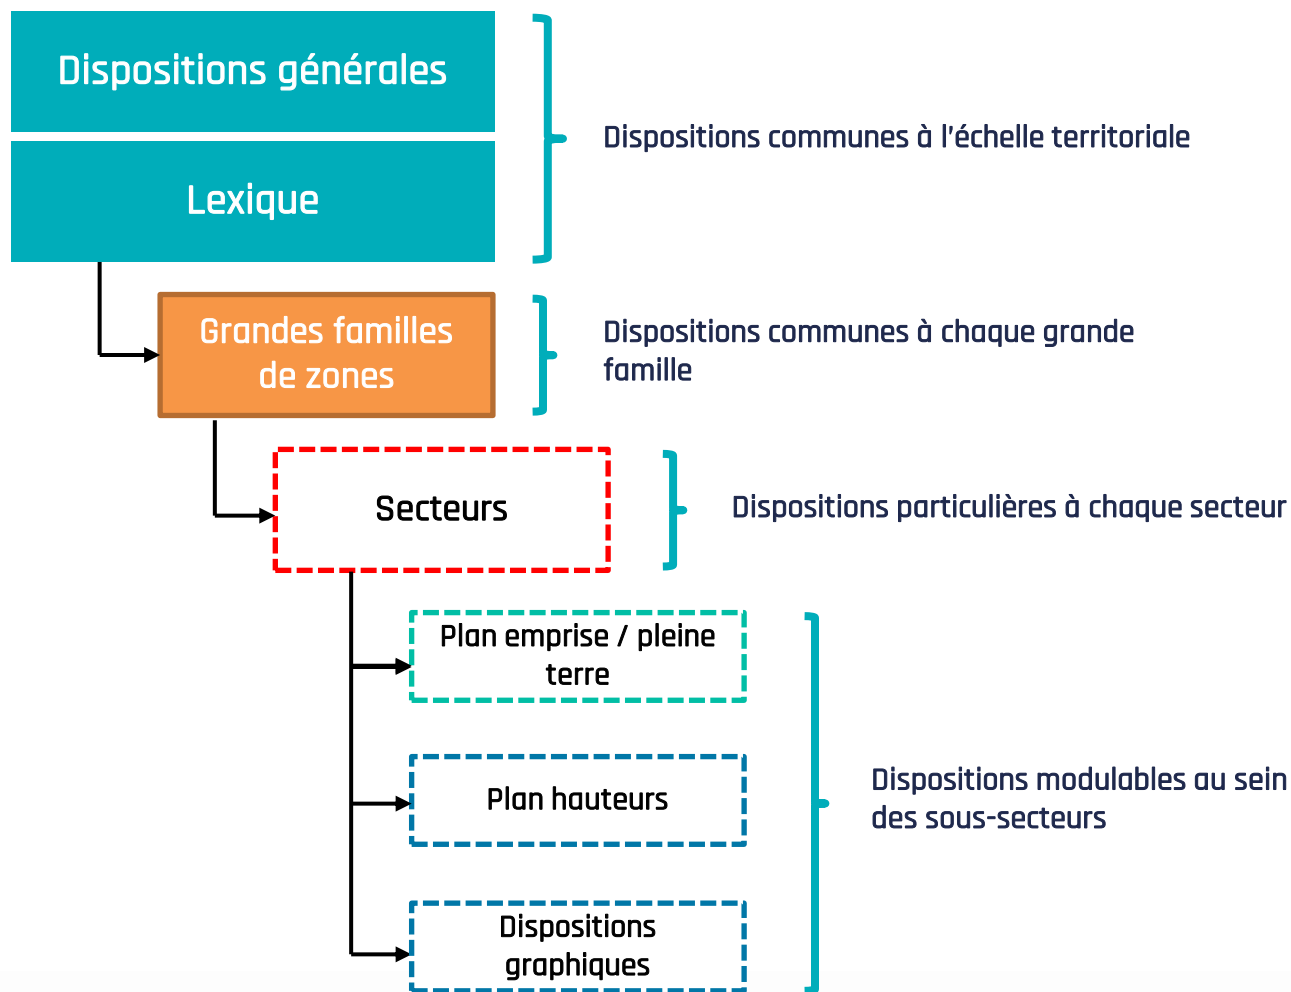 Dispositions générales
Lexique
Dispositions communes à l'échelle territoriale
Grandes familles
de zones
Dispositions communes à chaque grande
famille
Secteurs
Dispositions particulières à chaque secteur
Plan emprise / pleine
terre
Plan hauteurs
Dispositions
graphiques
Dispositions modulables au sein
des sous-secteurs